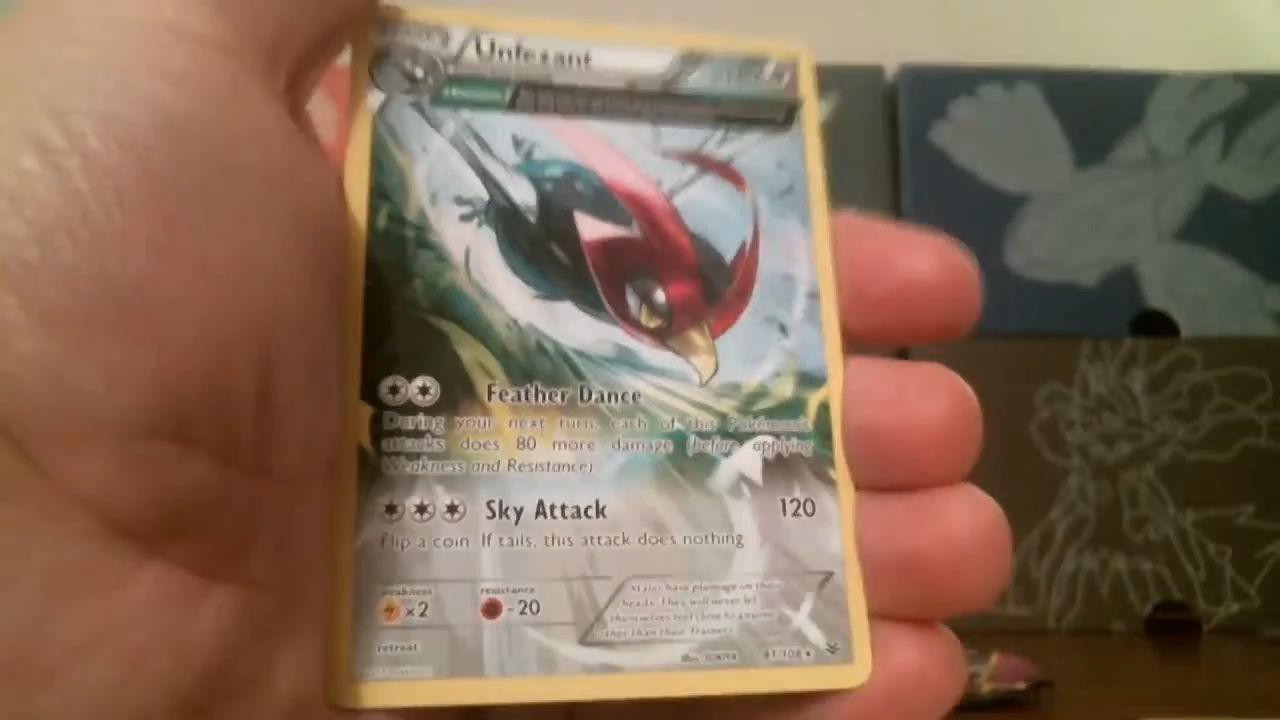 Unfezant
Feather Dance
During your next turn, each of this Pokémon's
attacks does 80 more damage (before applying
Weakness and Resistance)
Sky Attack 120
Flip a coin. If tails, this attack does nothing.
weakness resistance
×2 -20
Males have plumage on their
heads. They will never let
themselves feel close to anyone
other than their Trainers.
retreat
81/108